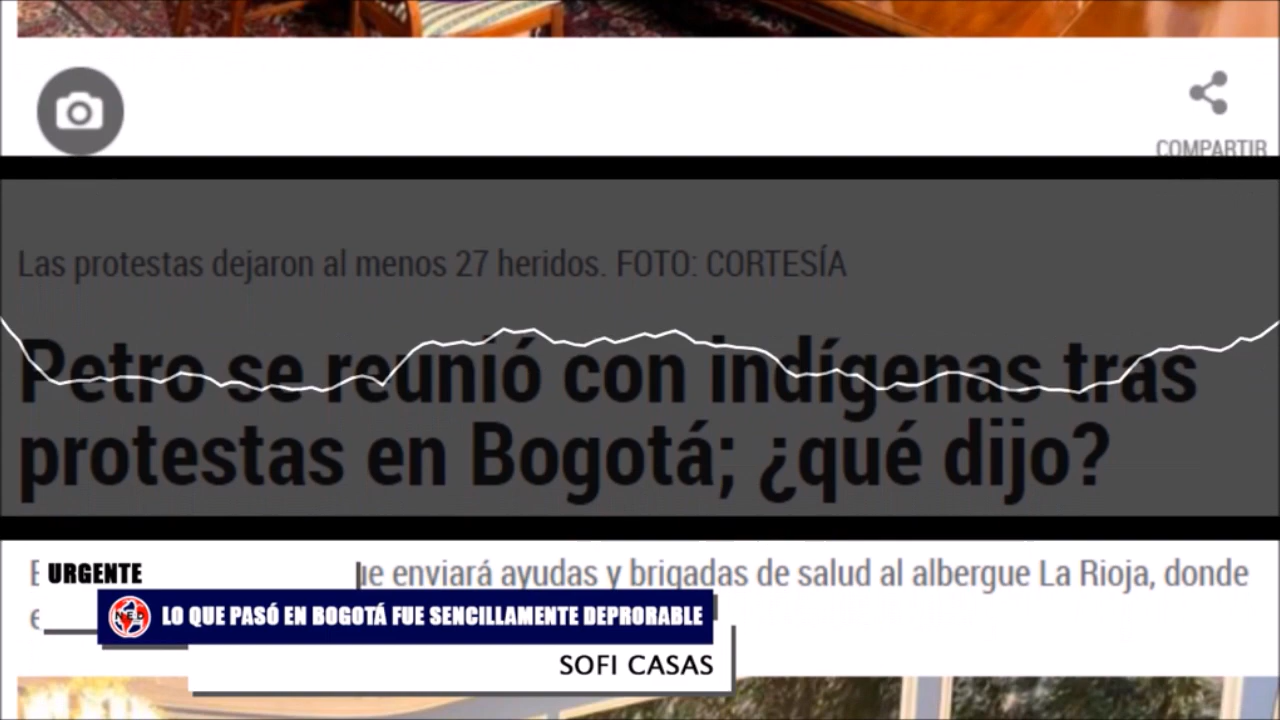 COMPARTIR
Las protestas dejaron al menos 27 heridos. FOTO: CORTESÍA
Petro se reunió con indígenas tras
protestas en Bogotá; ¿qué dijo?
enviará ayudas y brigadas de salud al albergue La Rioja, donde
URGENTE
LO QUE PASÓ EN BOGOTÁ FUE SENCILLAMENTE DEPRORABLE
SOFI CASAS